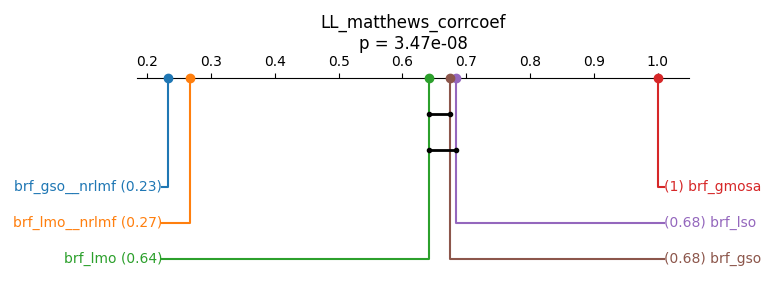 LL_matthews_corrcoef
p = 3.47e-08
0.2 0.3 0.4 0.5 0.6 0.7 0.8 0.9 1.0
brf_gso__nrlmf (0.23) (1) brf_gmosa
brf_lmo__nrlmf (0.27) (0.68) brf_lso
brf_lmo (0.64) (0.68) brf_gso